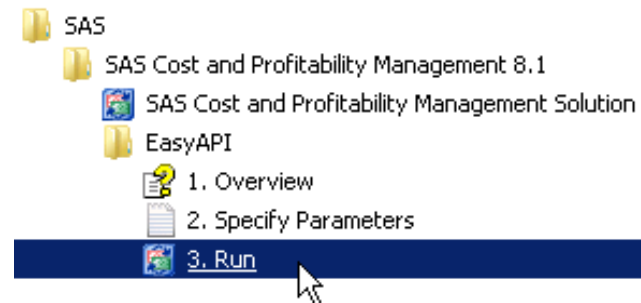 SAS
SAS Cost and Profitability Management 8.1
SAS Cost and Profitability Management Solution
EasyAPI
1. Overview
2. Specify Parameters
3. Run